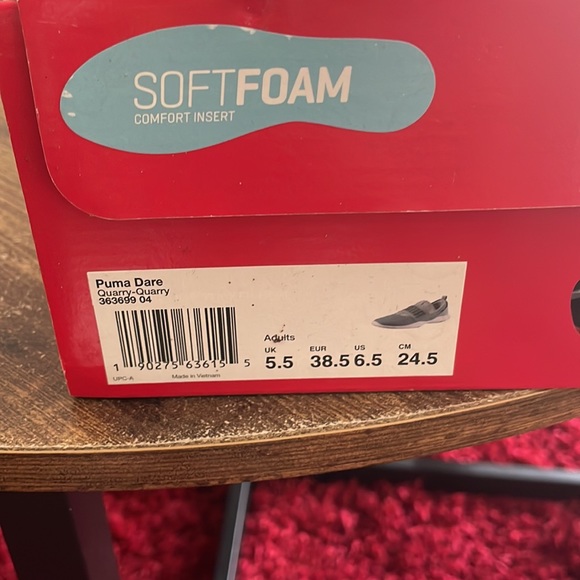 SOFTFOAM
COMFORT INSERT
Puma Dare
Quarry-Quarry
363699 04
Adults
UK EUR US CM
5.5 38.5 6.5 24.5
1 90275 63615 5
UPC-A Made in Vietnam